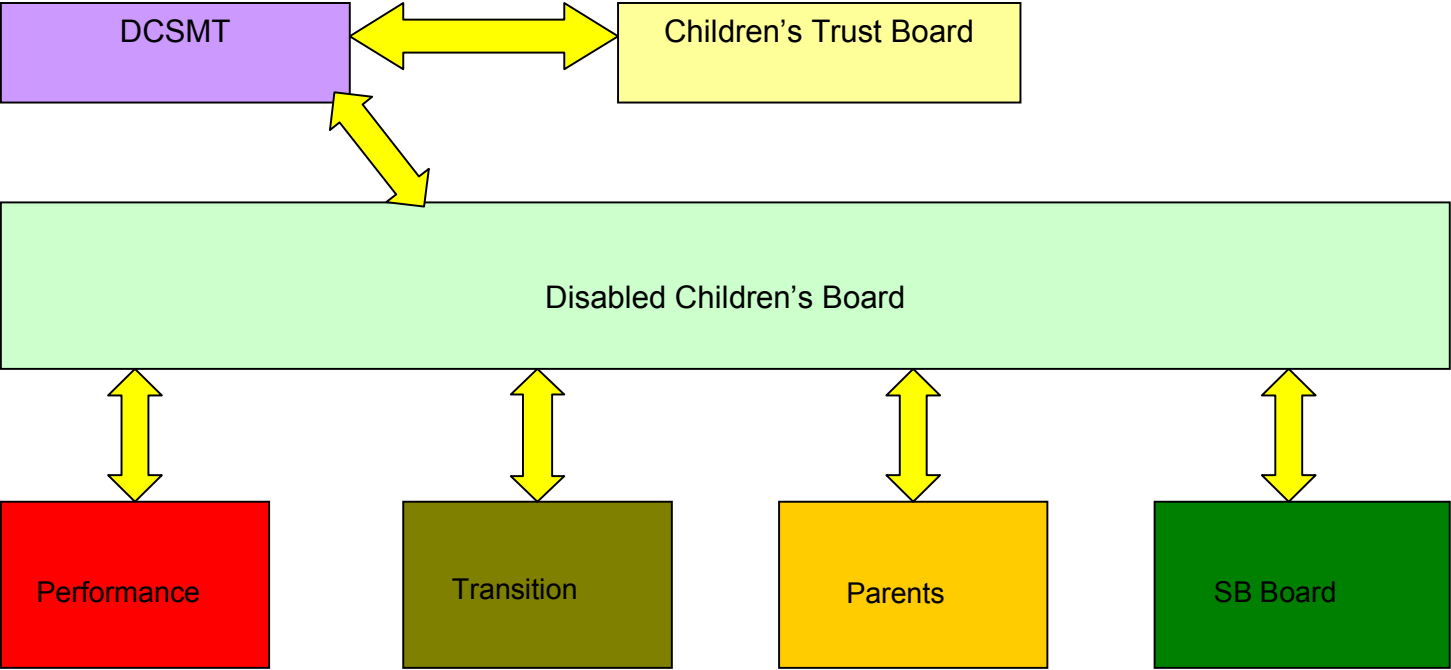 DCSMT
Children’s Trust Board
Disabled Children’s Board
Performance
Transition
Parents
SB Board